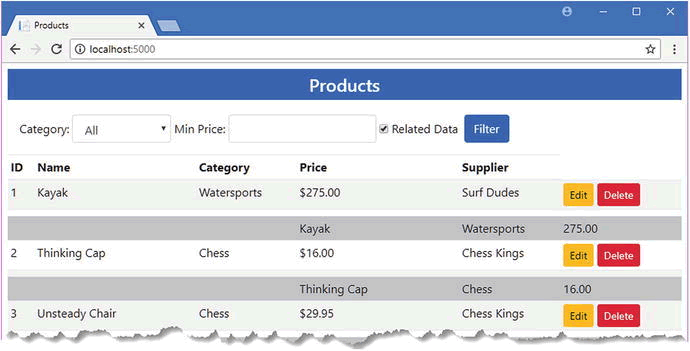 Products
localhost:5000
Products
Category: All Min Price: Related Data Filter
ID Name Category Price Supplier
1 Kayak Watersports $275.00 Surf Dudes Edit Delete
Kayak Watersports 275.00
2 Thinking Cap Chess $16.00 Chess Kings Edit Delete
Thinking Cap Chess 16.00
3 Unsteady Chair Chess $29.95 Chess Kings Edit Delete